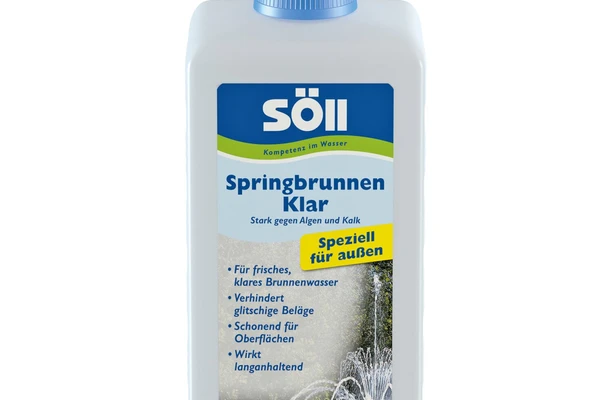 SÖLL
Kompetenz im Wasser
Springbrunnen
Klar
Stark gegen Algen und Kalk
Speziell
für außen
• Für frisches,
klares Brunnenwasser
• Verhindert
glitschige Beläge
• Schonend für
Oberflächen
• Wirkt
langanhaltend